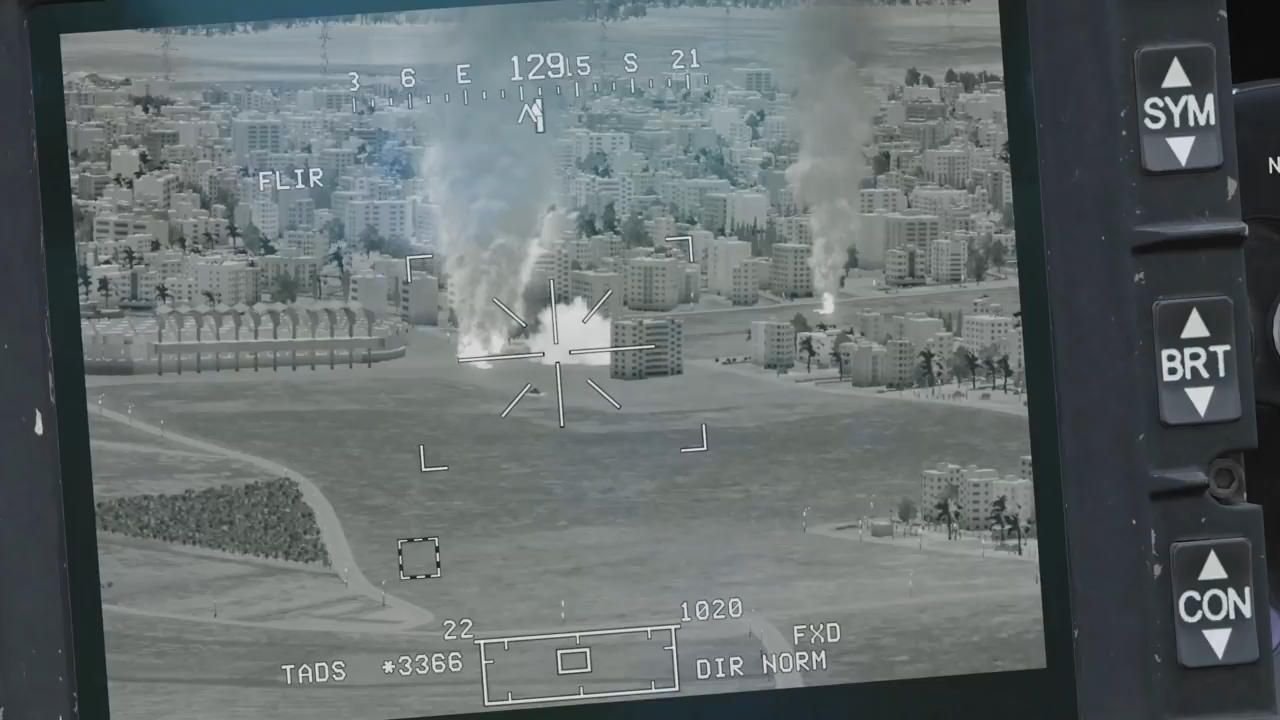 3 6 E 129 15 S 21
FLIR
SYM
BRT
CON
22
1020
TADS *3366
FXD
DIR NORM
N